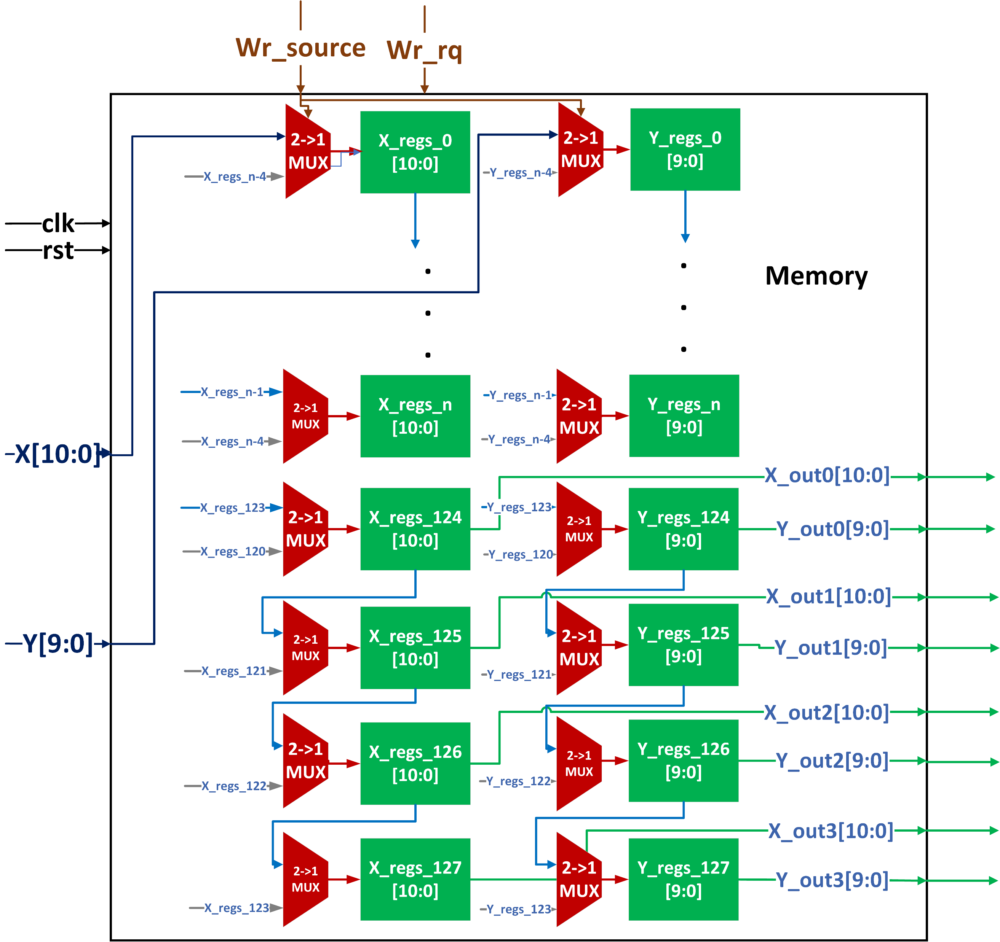 Wr_source
Wr_rq
2->1
MUX
X_regs_0
[10:0]
2->1
MUX
Y_regs_0
[9:0]
X_regs_n-4
Y_regs_n-4
clk
rst
Memory
X_regs_n-1
2->1
MUX
X_regs_n
[10:0]
Y_regs_n-1
2->1
MUX
Y_regs_n
[9:0]
X_regs_n-4
Y_regs_n-4
X[10:0]
X_out0[10:0]
X_regs_123
2->1
MUX
X_regs_124
[10:0]
Y_regs_123
2->1
MUX
Y_regs_124
[9:0]
Y_out0[9:0]
X_regs_120
Y_regs_120
X_out1[10:0]
Y[9:0]
2->1
MUX
X_regs_125
[10:0]
2->1
MUX
Y_regs_125
[9:0]
Y_out1[9:0]
X_regs_121
Y_regs_121
X_out2[10:0]
2->1
MUX
X_regs_126
[10:0]
2->1
MUX
Y_regs_126
[9:0]
Y_out2[9:0]
X_regs_122
Y_regs_122
X_out3[10:0]
2->1
MUX
X_regs_127
[10:0]
2->1
MUX
Y_regs_127
[9:0]
Y_out3[9:0]
X_regs_123
Y_regs_123